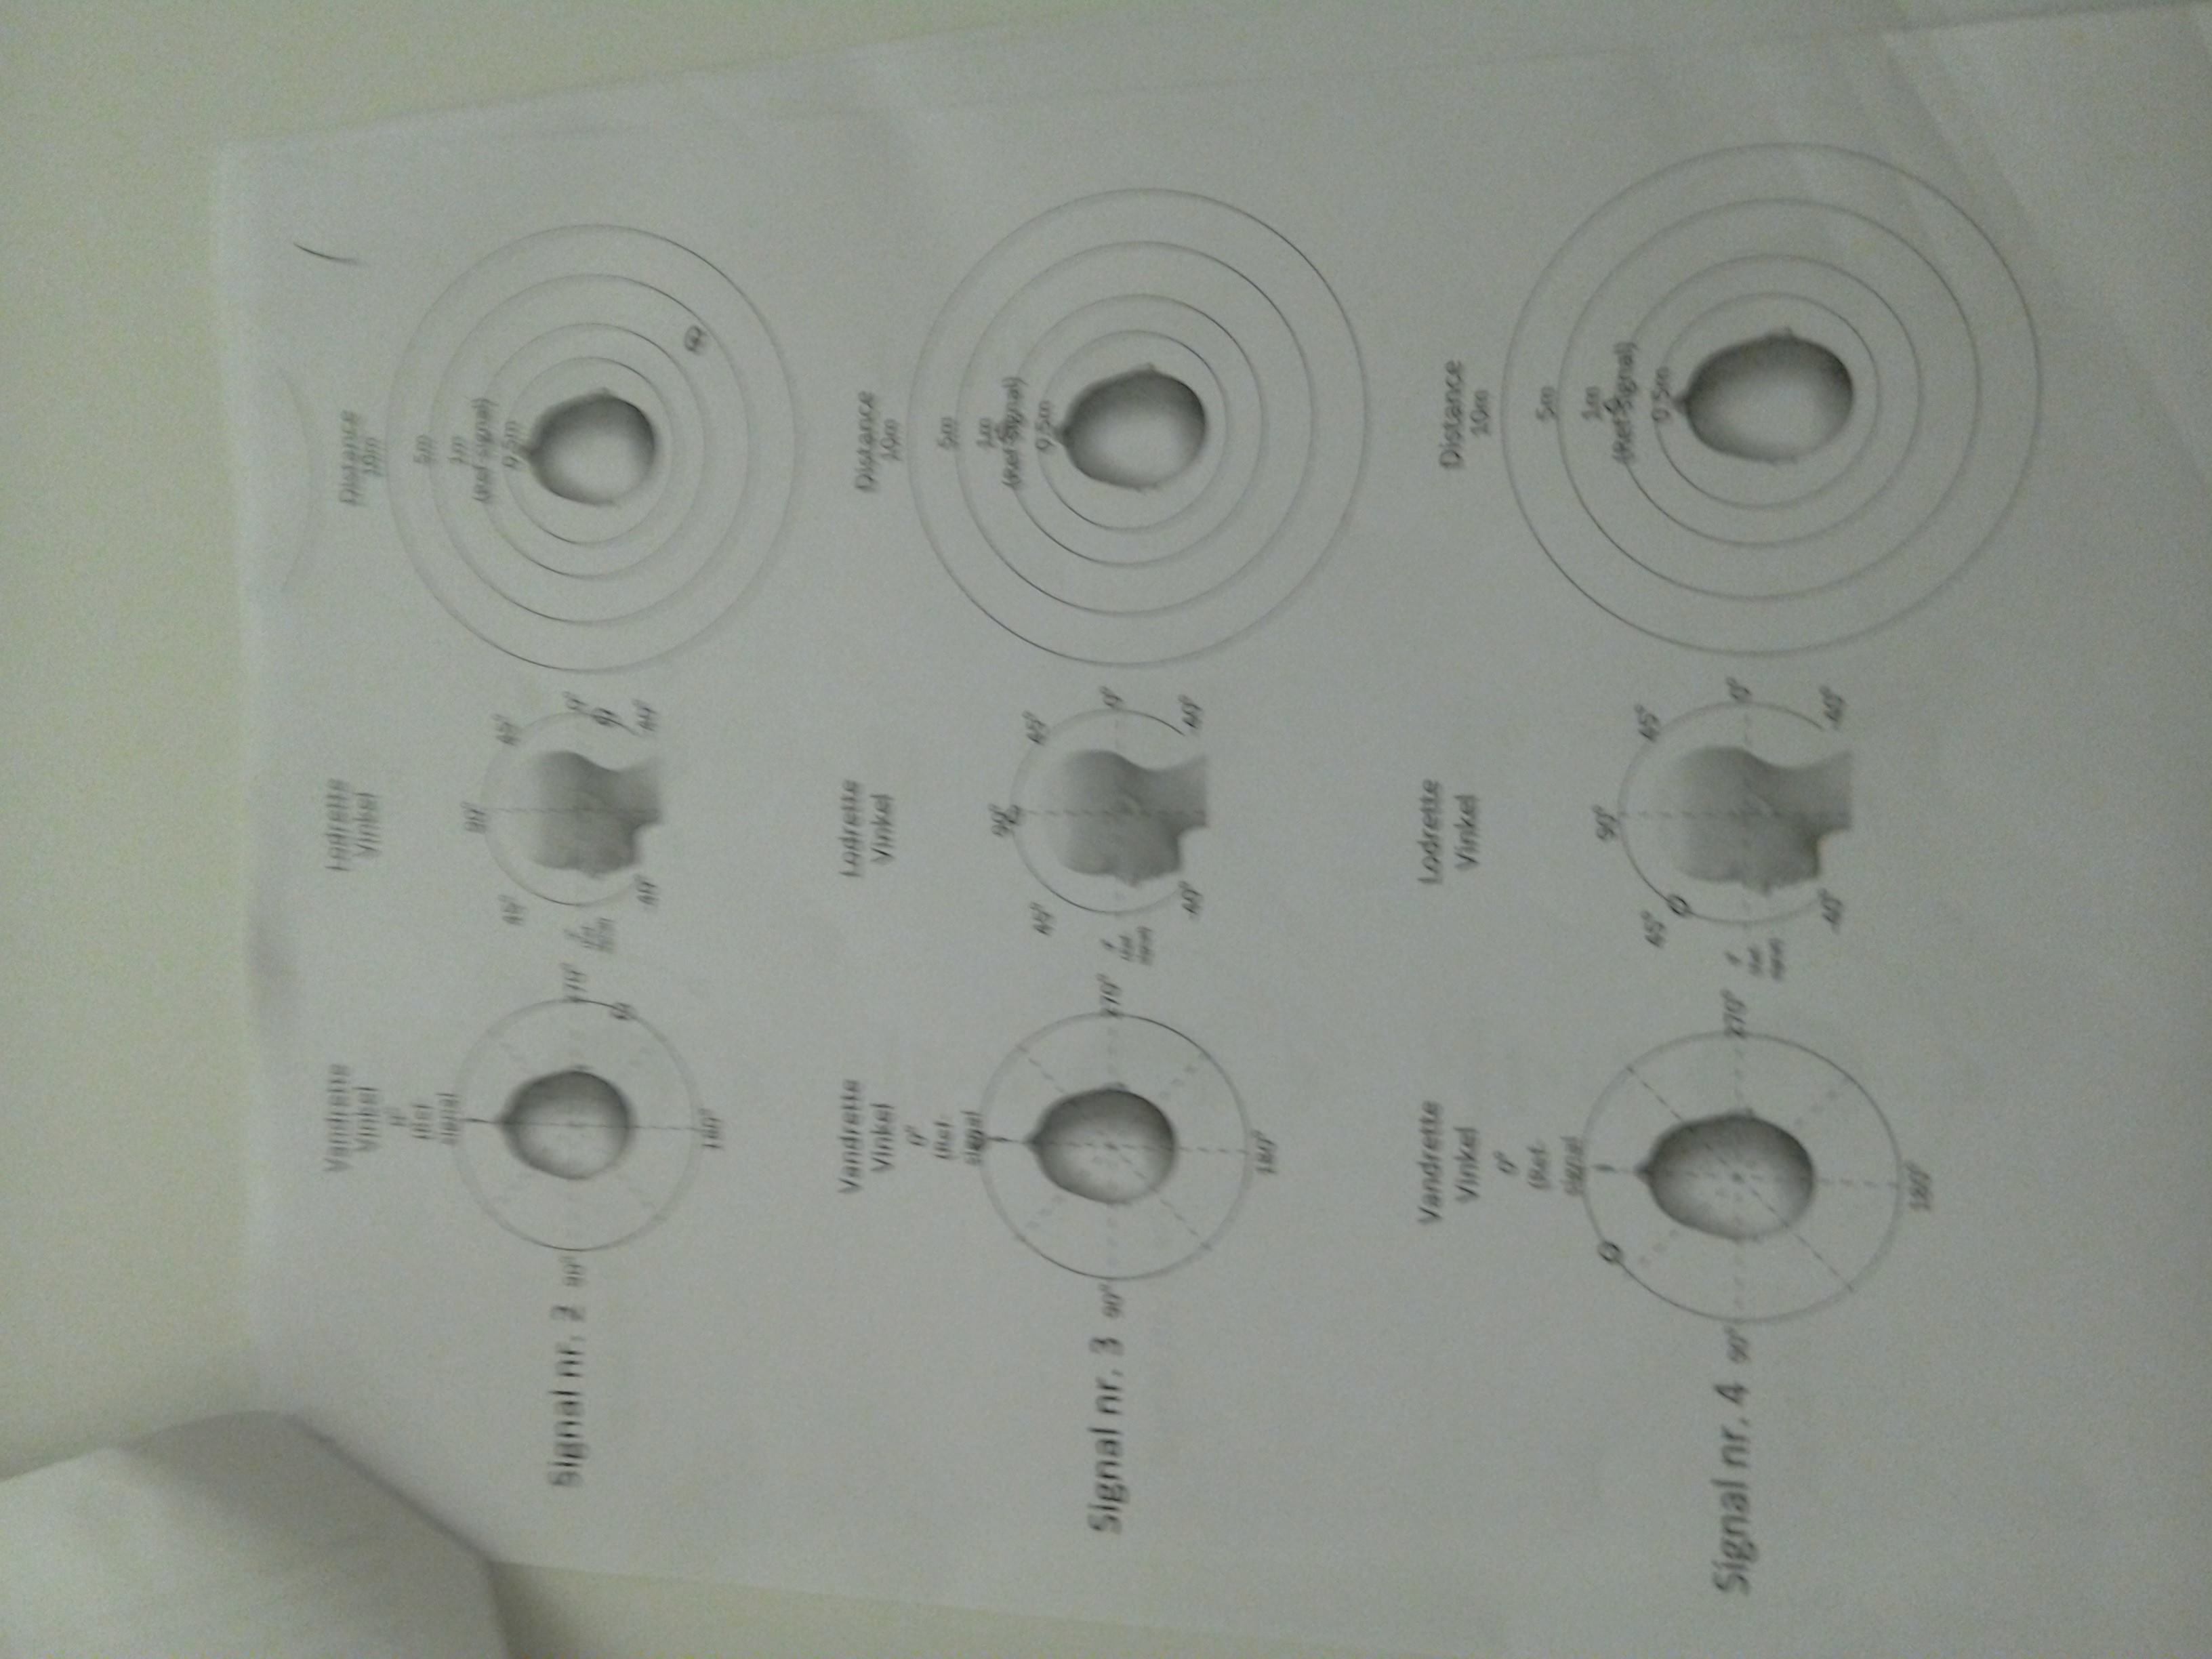 Signal nr. 2
Vandrette
Vinkel
0°
(Ref.
signal
90°
270°
180°
Lodrette
Vinkel
90°
45°
45°
0°
-40°
-40°
Distance
10m
5m
1m
(Ref signal)
0.5m
Signal nr. 3
Vandrette
Vinkel
0°
(Ref.
signal
90°
270°
180°
Lodrette
Vinkel
90°
45°
45°
0°
-40°
-40°
Distance
10m
5m
1m
(Ref signal)
0.5m
Signal nr. 4
Vandrette
Vinkel
0°
(Ref.
signal
90°
270°
180°
Lodrette
Vinkel
90°
45°
45°
0°
-40°
-40°
Distance
10m
5m
1m
(Ref signal)
0.5m